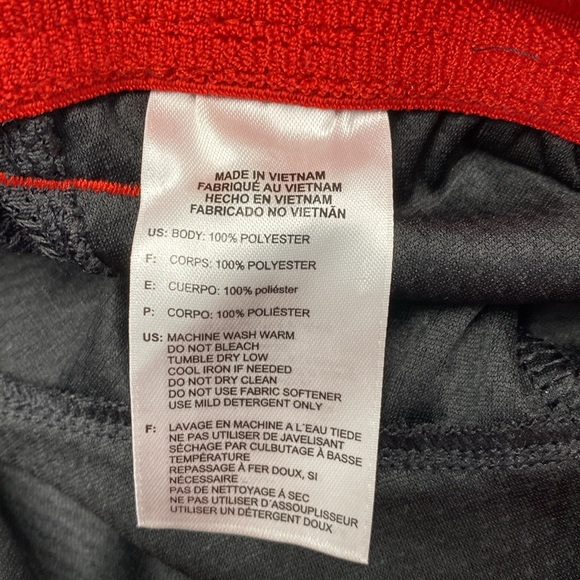 MADE IN VIETNAM
FABRIQUÉ AU VIETNAM
HECHO EN VIETNAM
FABRICADO NO VIETNÃN
US: BODY: 100% POLYESTER
F: CORPS: 100% POLYESTER
E: CUERPO: 100% poliéster
P: CORPO: 100% POLIÉSTER
US: MACHINE WASH WARM
DO NOT BLEACH
TUMBLE DRY LOW
COOL IRON IF NEEDED
DO NOT DRY CLEAN
DO NOT USE FABRIC SOFTENER
USE MILD DETERGENT ONLY
F: LAVAGE EN MACHINE A L'EAU TIEDE
NE PAS UTILISER DE JAVELISANT
SÉCHAGE PAR CULBUTAGE À BASSE
TEMPÉRATURE
REPASSAGE À FER DOUX, SI
NÉCESSAIRE
PAS DE NETTOYAGE À SEC
NE PAS UTILISER D'ASSOUPLISSEUR
UTILISER UN DÉTERGENT DOUX